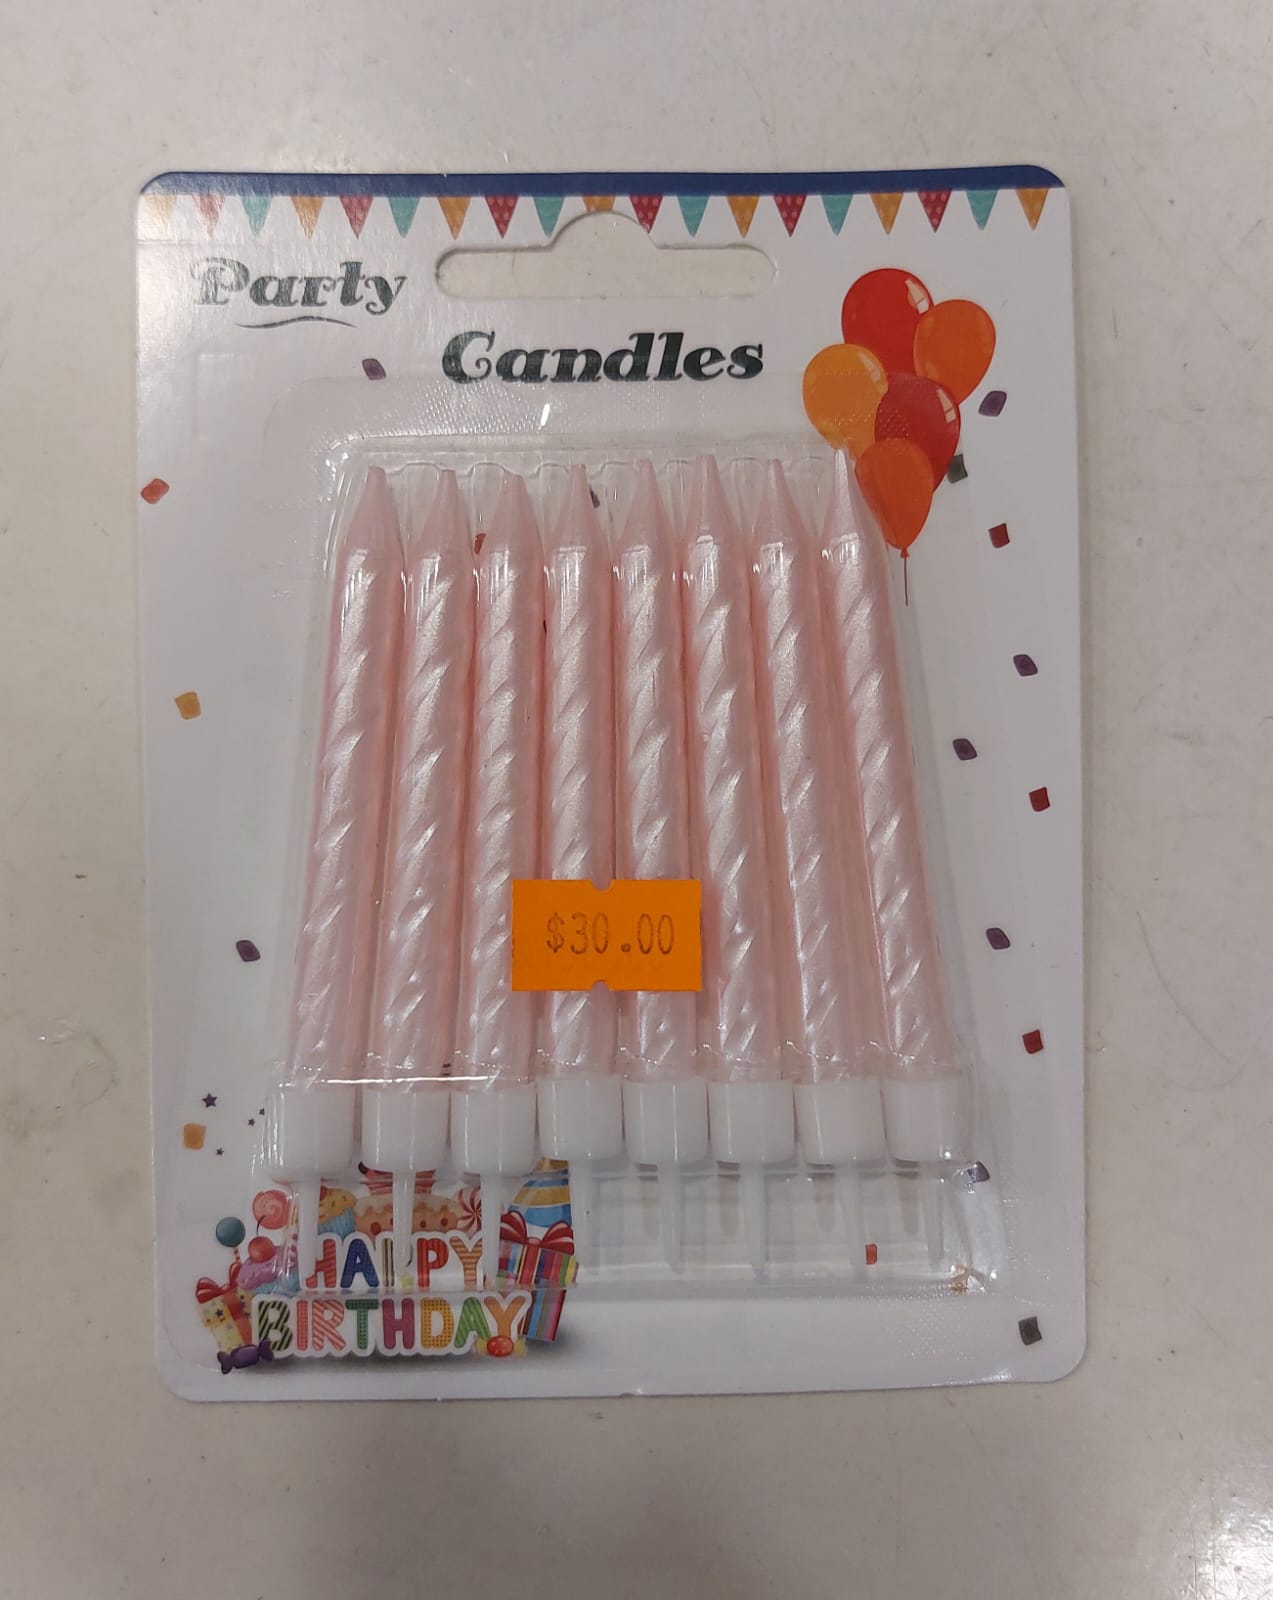 Party
Candles
$30.00
HAPPY
BIRTHDAY